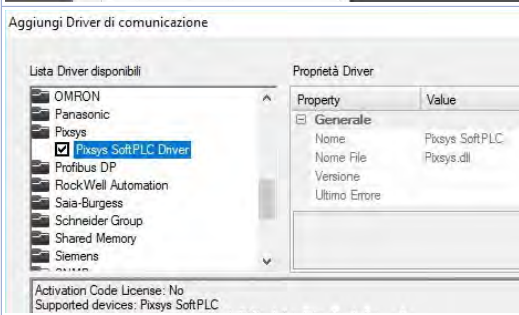 Aggiungi Driver di comunicazione
Lista Driver disponibili
OMRON
Panasonic
Pixsys
Pixsys SoftPLC Driver
Profibus DP
RockWell Automation
Saia-Burgess
Schneider Group
Shared Memory
Siemens
Activation Code License: No
Supported devices: Pixsys SoftPLC
Proprietà Driver
Property Value
Generale
Nome Pixsys SoftPLC
Nome File Pixsys.dll
Versione
Ultimo Errore